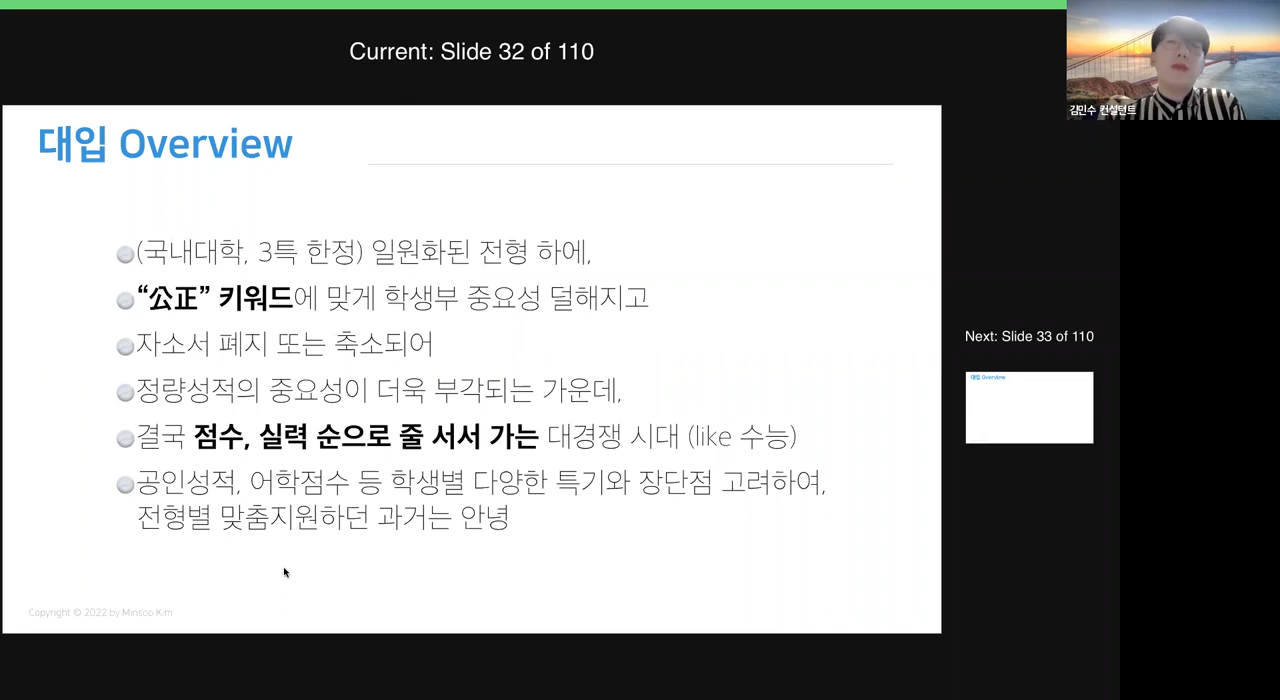 Current: Slide 32 of 110
김민수 컨설턴트
대입 Overview
(국내대학, 3특 한정) 일원화된 전형 하에,
“公正” 키워드에 맞게 학생부 중요성 덜해지고
자소서 폐지 또는 축소되어
정량성적의 중요성이 더욱 부각되는 가운데,
결국 점수, 실력 순으로 줄 서서 가는 대경쟁 시대 (like 수능)
공인성적, 어학점수 등 학생별 다양한 특기와 장단점 고려하여,
전형별 맞춤지원하던 과거는 안녕
Copyright © 2022 by Minsoo Kim
Next: Slide 33 of 110
대입 Overview